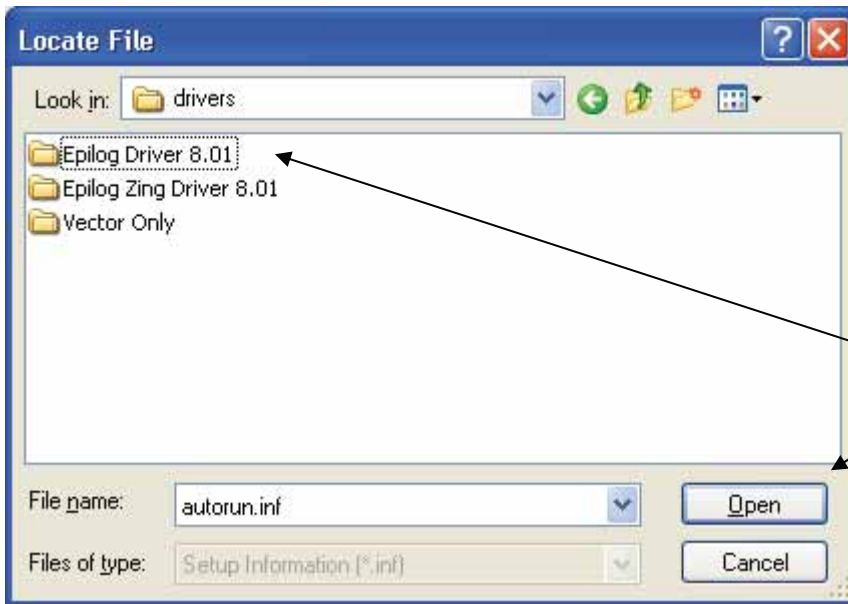 Locate File
Look in: drivers
Epilog Driver 8.01
Epilog Zing Driver 8.01
Vector Only
File name: autorun.inf Open
Files of type: Setup Information (*.inf) Cancel